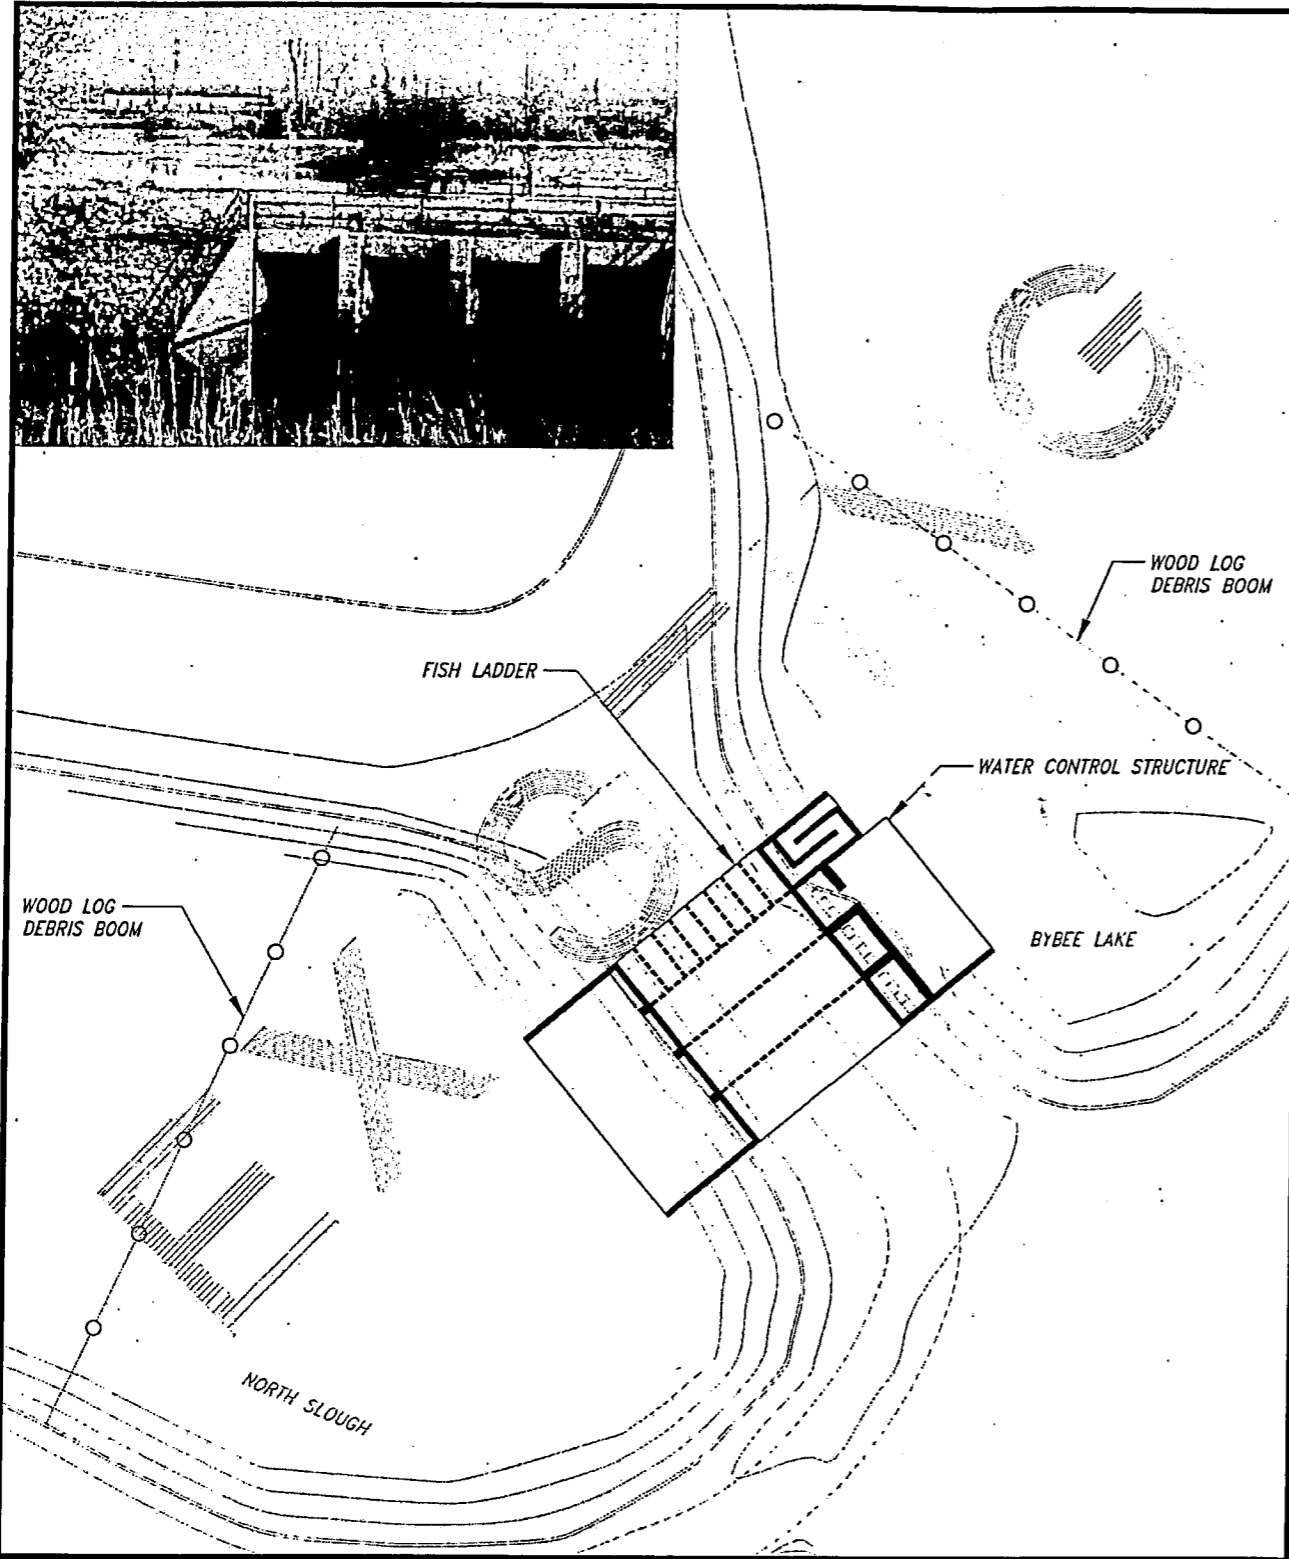 WOOD LOG
DEBRIS BOOM
FISH LADDER
WATER CONTROL STRUCTURE
WOOD LOG
DEBRIS BOOM
BYBEE LAKE
NORTH SLOUGH